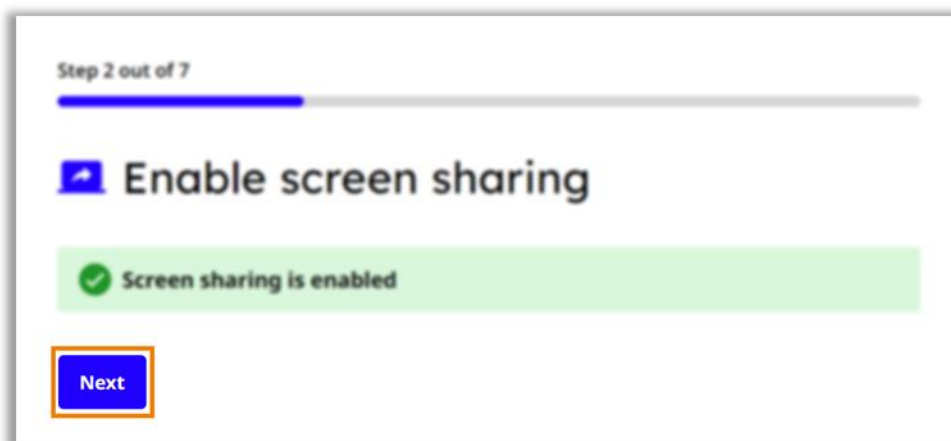 Step 2 out of 7
Enable screen sharing
Screen sharing is enabled
Next